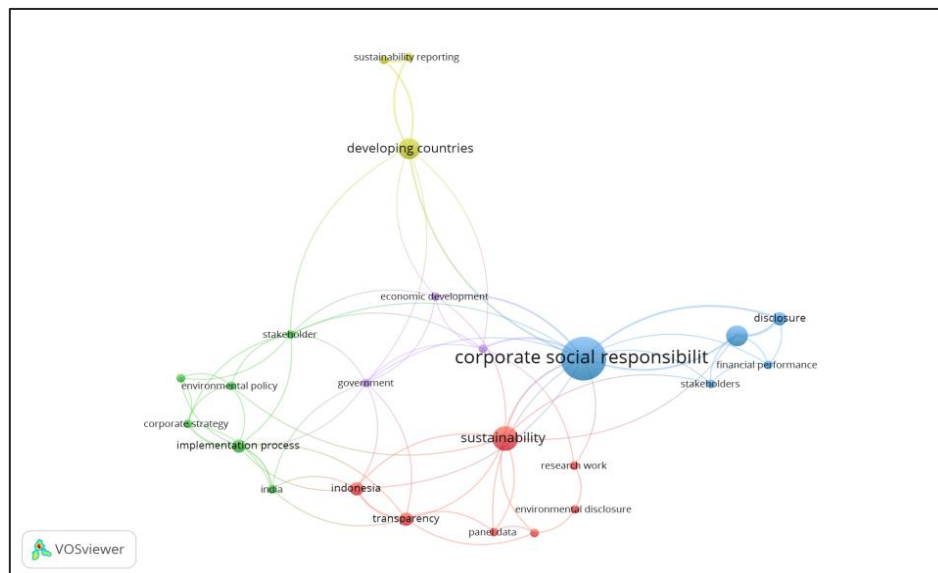 sustainability reporting
developing countries
economic development
disclosure
stakeholder
corporate social responsibilit
financial performance
environmental policy
government
stakeholders
corporate strategy
implementation process
sustainability
research work
india
indonesia
environmental disclosure
transparency
panel data
VOSviewer